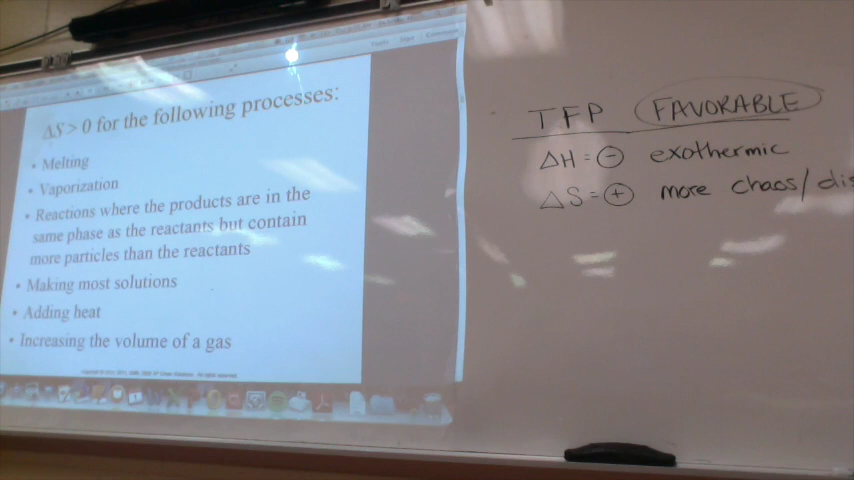 ΔS > 0 for the following processes:
• Melting
• Vaporization
• Reactions where the products are in the
same phase as the reactants but contain
more particles than the reactants
• Making most solutions
• Adding heat
• Increasing the volume of a gas
TFP FAVORABLE
ΔH = - exothermic
ΔS = + more chaos/dis